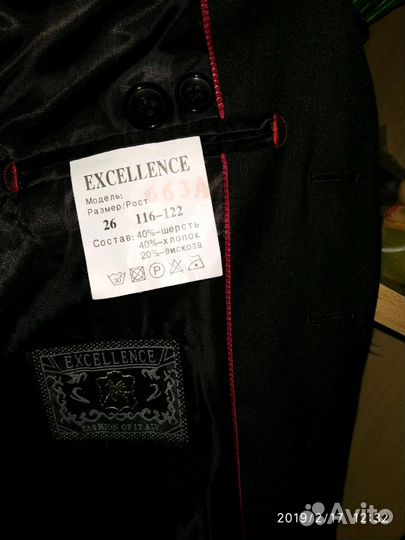 EXCELLENCE
Модель: 663A
Размер/Рост
26 116-122
Состав: 40%-шерсть
40%-хлопок
20%-вискоза
EXCELLENCE
FASHION OF ITALY
2019/2/17 12:32
Avito